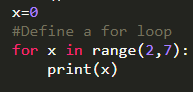 x=0
#Define a for loop
for x in range(2,7):
    print(x)